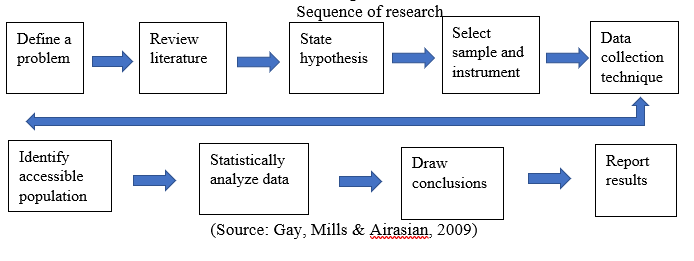 Sequence of research
Define a
problem
Review
literature
State
hypothesis
Select
sample and
instrument
Data
collection
technique
Identify
accessible
population
Statistically
analyze data
Draw
conclusions
Report
results
(Source: Gay, Mills & Airasian, 2009)